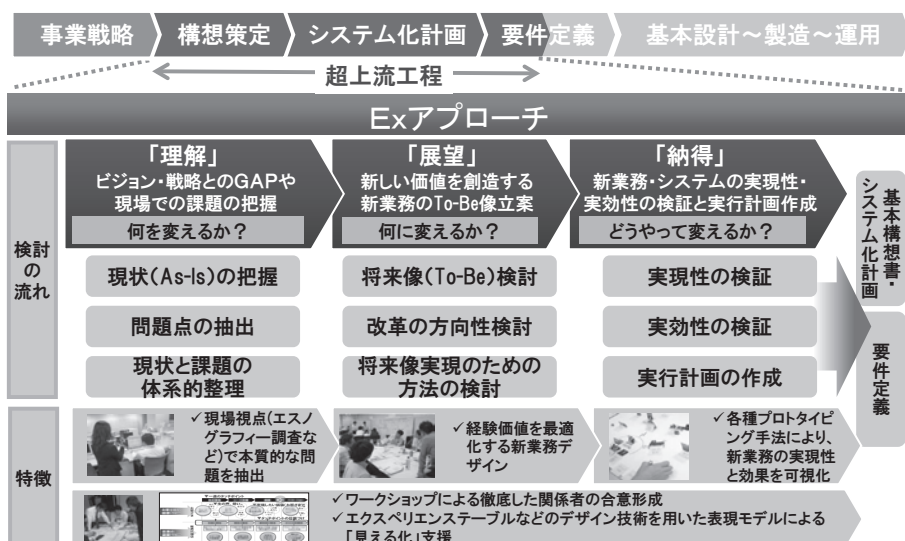 事業戦略
構想策定
システム化計画
要件定義
基本設計～製造～運用
超上流工程
Exアプローチ
検討
の
流れ
「理解」
ビジョン・戦略とのGAPや
現場での課題の把握
何を変えるか？
現状(As-Is)の把握
問題点の抽出
現状と課題の
体系的整理
「展望」
新しい価値を創造する
新業務のTo-Be像立案
何に変えるか？
将来像(To-Be)検討
改革の方向性検討
将来像実現のための
方法の検討
「納得」
新業務・システムの実現性・
実効性の検証と実行計画作成
どうやって変えるか？
実現性の検証
実効性の検証
実行計画の作成
基本構想書・
システム化計画
要件定義
特徴
✓現場視点(エスノ
グラフィー調査な
ど)で本質的な問
題を抽出
✓経験価値を最適
化する新業務デ
ザイン
✓各種プロトタイピ
ング手法により、
新業務の実現性
と効果を可視化
✓ワークショップによる徹底した関係者の合意形成
✓エクスペリエンステーブルなどのデザイン技術を用いた表現モデルによる
「見える化」支援